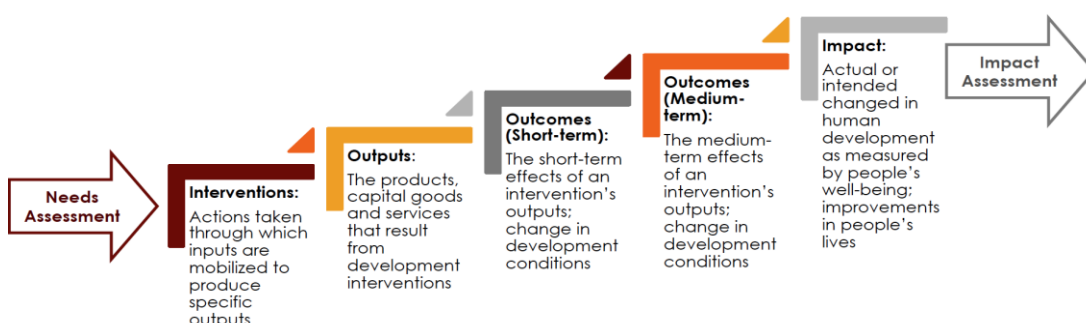 Needs
Assessment
Interventions:
Actions taken
through which
inputs are
mobilized to
produce
specific
outputs
Outputs:
The products,
capital goods
and services
that result
from
development
interventions
Outcomes
(Short-term):
The short-term
effects of an
intervention's
outputs;
change in
development
conditions
Outcomes
(Medium-
term):
The medium-
term effects
of an
intervention's
outputs;
change in
development
conditions
Impact:
Actual or
intended
changed in
human
development
as measured
by people's
well-being;
improvements
in people's
lives
Impact
Assessment